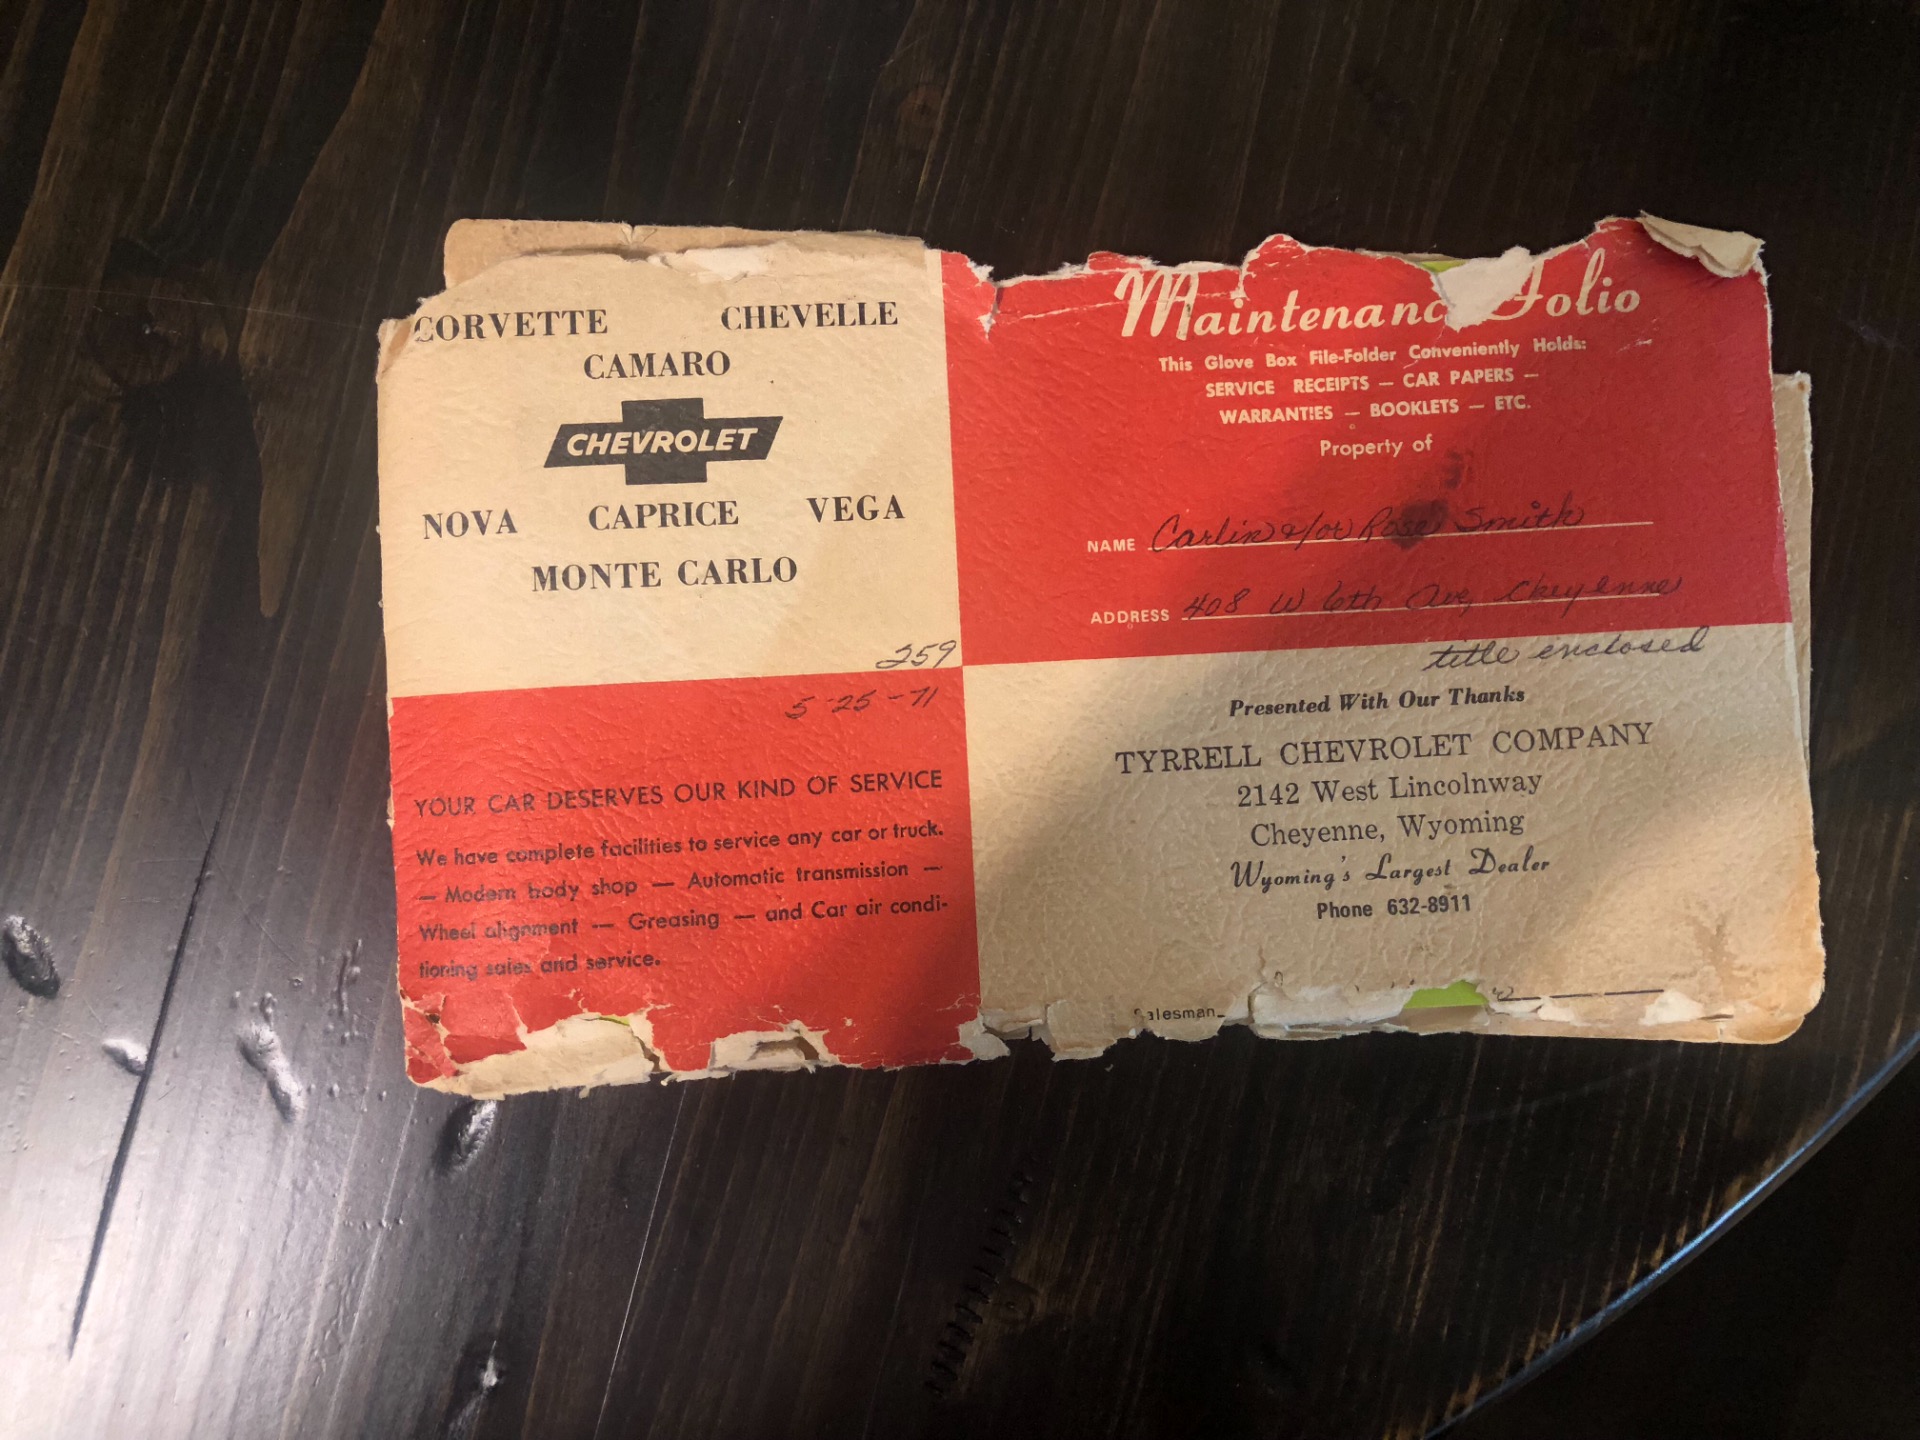 CORVETTE CHEVELLE
CAMARO
CHEVROLET
NOVA CAPRICE VEGA
MONTE CARLO
259
5-25-71
YOUR CAR DESERVES OUR KIND OF SERVICE
We have complete facilities to service any car or truck.
— Modern body shop — Automatic transmission —
Wheel alignment — Greasing — and Car air condi-
tioning sales and service.
Maintenanc Folio
This Glove Box File-Folder Conveniently Holds:
SERVICE RECEIPTS — CAR PAPERS —
WARRANTIES — BOOKLETS — ETC.
Property of
NAME Carlin &/or Rose Smith
ADDRESS 408 W 6th Ave, Cheyenne
title enclosed
Presented With Our Thanks
TYRRELL CHEVROLET COMPANY
2142 West Lincolnway
Cheyenne, Wyoming
Wyoming's Largest Dealer
Phone 632-8911
Salesman